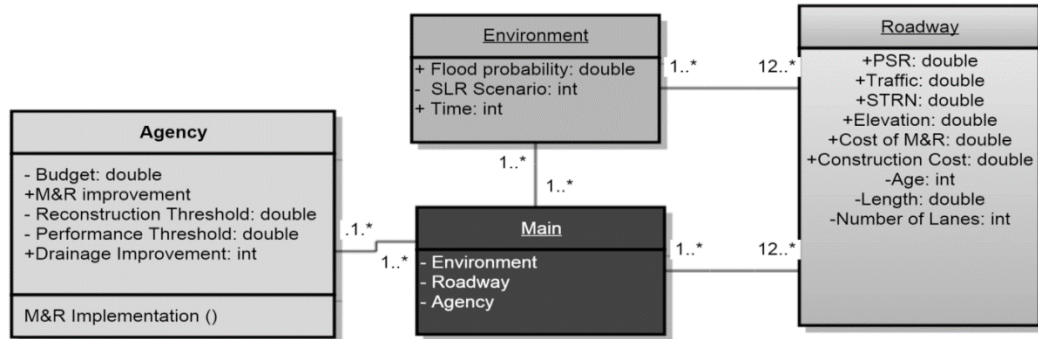 Agency
- Budget: double
+M&R improvement
- Reconstruction Threshold: double
- Performance Threshold: double
+Drainage Improvement: int
M&R Implementation ()
.1..*
1..*
Environment
+ Flood probability: double
- SLR Scenario: int
+ Time: int
1..*
12..*
1..*
1..*
Main
- Environment
- Roadway
- Agency
1..*
12..*
Roadway
+PSR: double
+Traffic: double
+STRN: double
+Elevation: double
+Cost of M&R: double
+Construction Cost: double
-Age: int
-Length: double
-Number of Lanes: int